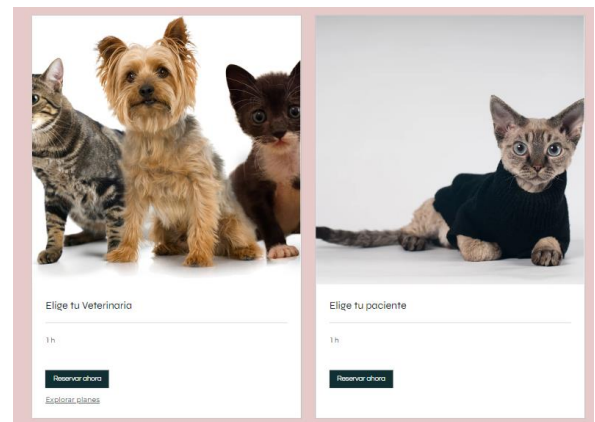 Elige tu Veterinaria
1 h
Reservar ahora
Explorar planes
Elige tu paciente
1 h
Reservar ahora